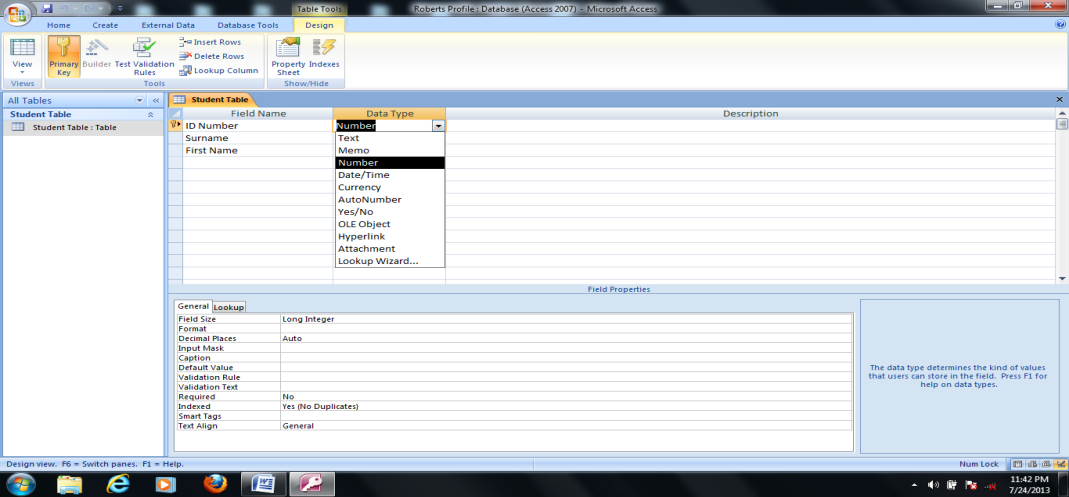 Table Tools
Roberts Profile : Database (Access 2007) - Microsoft Access
Home Create External Data Database Tools Design
View
Primary Key
Builder
Test Validation Rules
Insert Rows
Delete Rows
Lookup Column
Property Sheet
Indexes
Views Tools Show/Hide
All Tables
Student Table
Student Table : Table
Student Table
Field Name Data Type Description
ID Number Number
Surname
First Name
Text
Memo
Number
Date/Time
Currency
AutoNumber
Yes/No
OLE Object
Hyperlink
Attachment
Lookup Wizard...
Field Properties
General Lookup
Field Size Long Integer
Format
Decimal Places Auto
Input Mask
Caption
Default Value
Validation Rule
Validation Text
Required No
Indexed Yes (No Duplicates)
Smart Tags
Text Align General
The data type determines the kind of values
that users can store in the field. Press F1 for
help on data types.
Design view. F6 = Switch panes. F1 = Help.
Num Lock
11:42 PM
7/24/2013